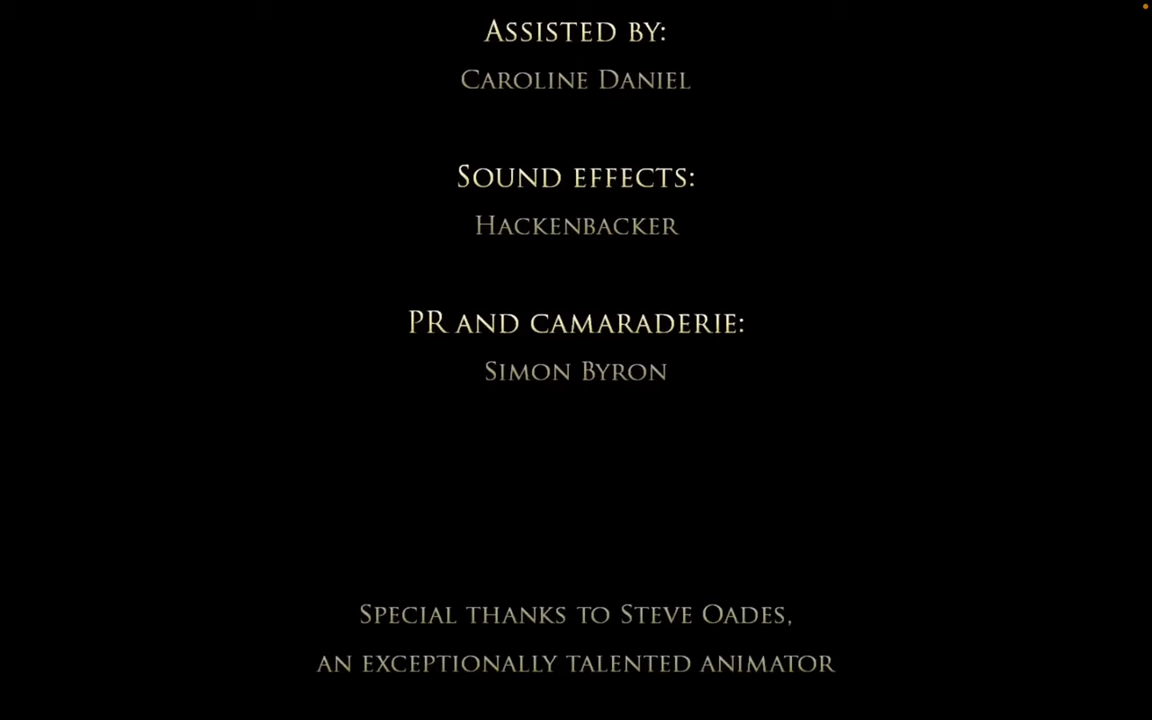 Assisted by:
Caroline Daniel
Sound effects:
Hackenbacker
PR and camaraderie:
Simon Byron
Special thanks to Steve Oades,
an exceptionally talented animator